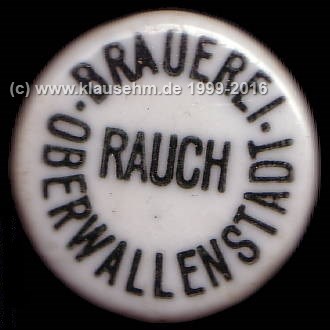 · BRAUEREI ·
RAUCH
OBERWALLENSTADT
(c) www.klausehm.de 1999-2016